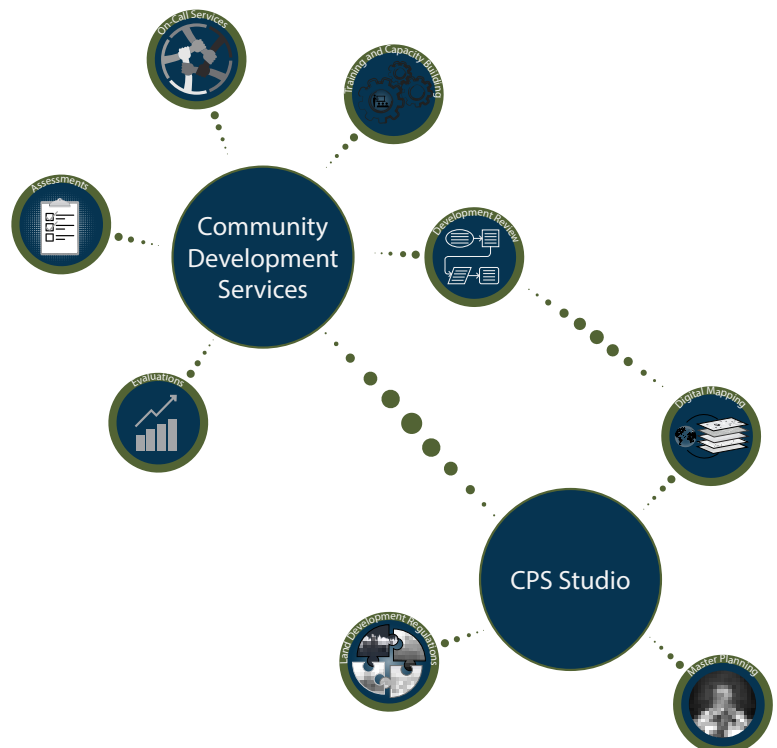 On-Call Services
Training and Capacity Building
Assessments
Community
Development
Services
Development Review
Evaluations
Digital Mapping
CPS Studio
Land Development Regulations
Master Planning